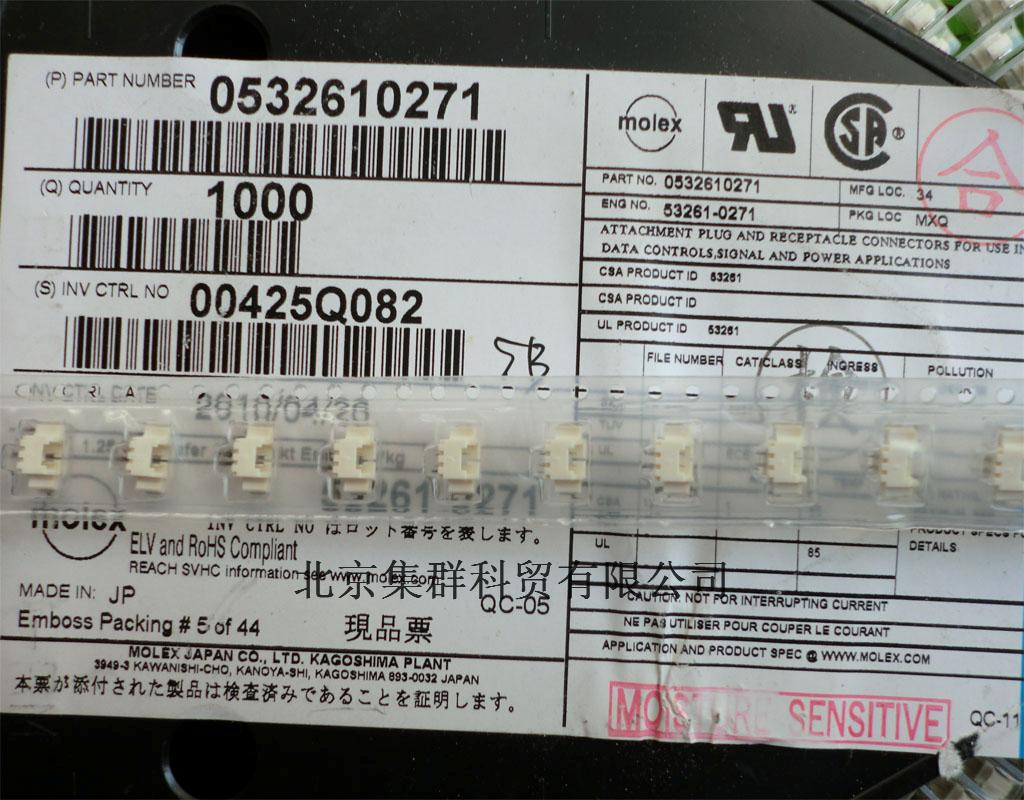 (P) PART NUMBER 0532610271
(Q) QUANTITY 1000
(S) INV CTRL NO 00425Q082
INV CTRL DATE 2010/04/26
53261-0271
molex
INV CTRL NO はロット番号を表します。
ELV and RoHS Compliant
REACH SVHC information see www.molex.com
北京集群科贸有限公司
MADE IN: JP
QC-05
Emboss Packing # 5 of 44
現品票
MOLEX JAPAN CO., LTD. KAGOSHIMA PLANT
3949-3 KAWANISHI-CHO, KANOYA-SHI, KAGOSHIMA 893-0032 JAPAN
本票が添付された製品は検査済みであることを証明します。
molex
合
PART NO. 0532610271
MFG LOC. 34
ENG NO. 53261-0271
PKG LOC MXQ
ATTACHMENT PLUG AND RECEPTACLE CONNECTORS FOR USE IN
DATA CONTROLS,SIGNAL AND POWER APPLICATIONS
CSA PRODUCT ID 53261
CSA PRODUCT ID
UL PRODUCT ID 53261
FILE NUMBER CAT/CLASS INGRESS POLLUTION
UL 85
DETAILS
CAUTION: NOT FOR INTERRUPTING CURRENT
NE PAS UTILISER POUR COUPER LE COURANT
APPLICATION AND PRODUCT SPEC @ WWW.MOLEX.COM
MOISTURE SENSITIVE
QC-11